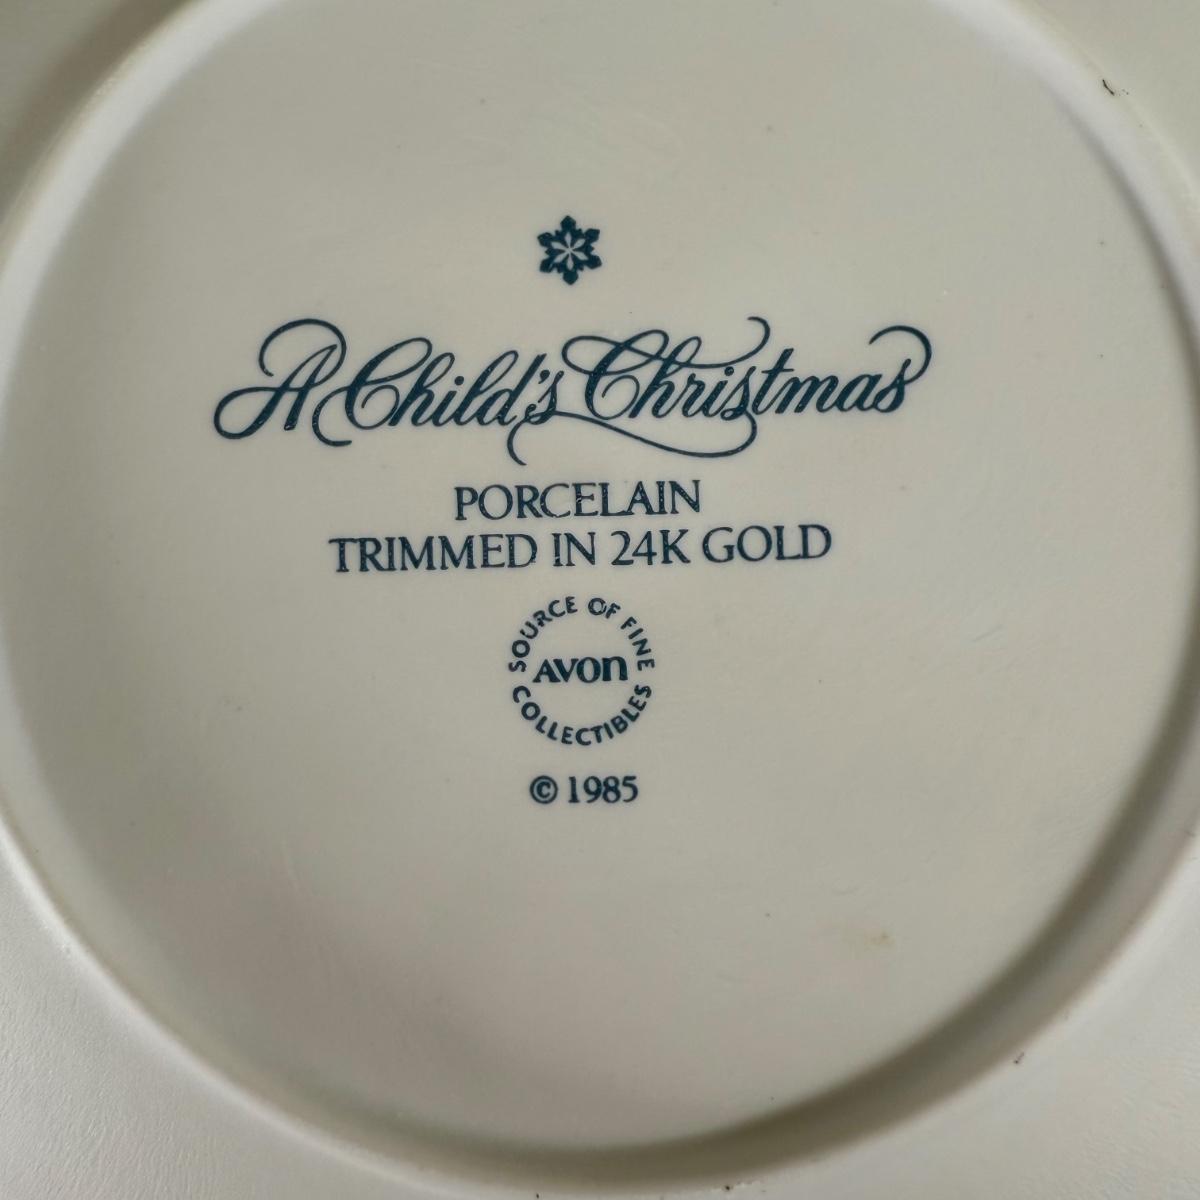 A Child's Christmas
PORCELAIN
TRIMMED IN 24K GOLD
SOURCE OF FINE
AVON
COLLECTIBLES
© 1985